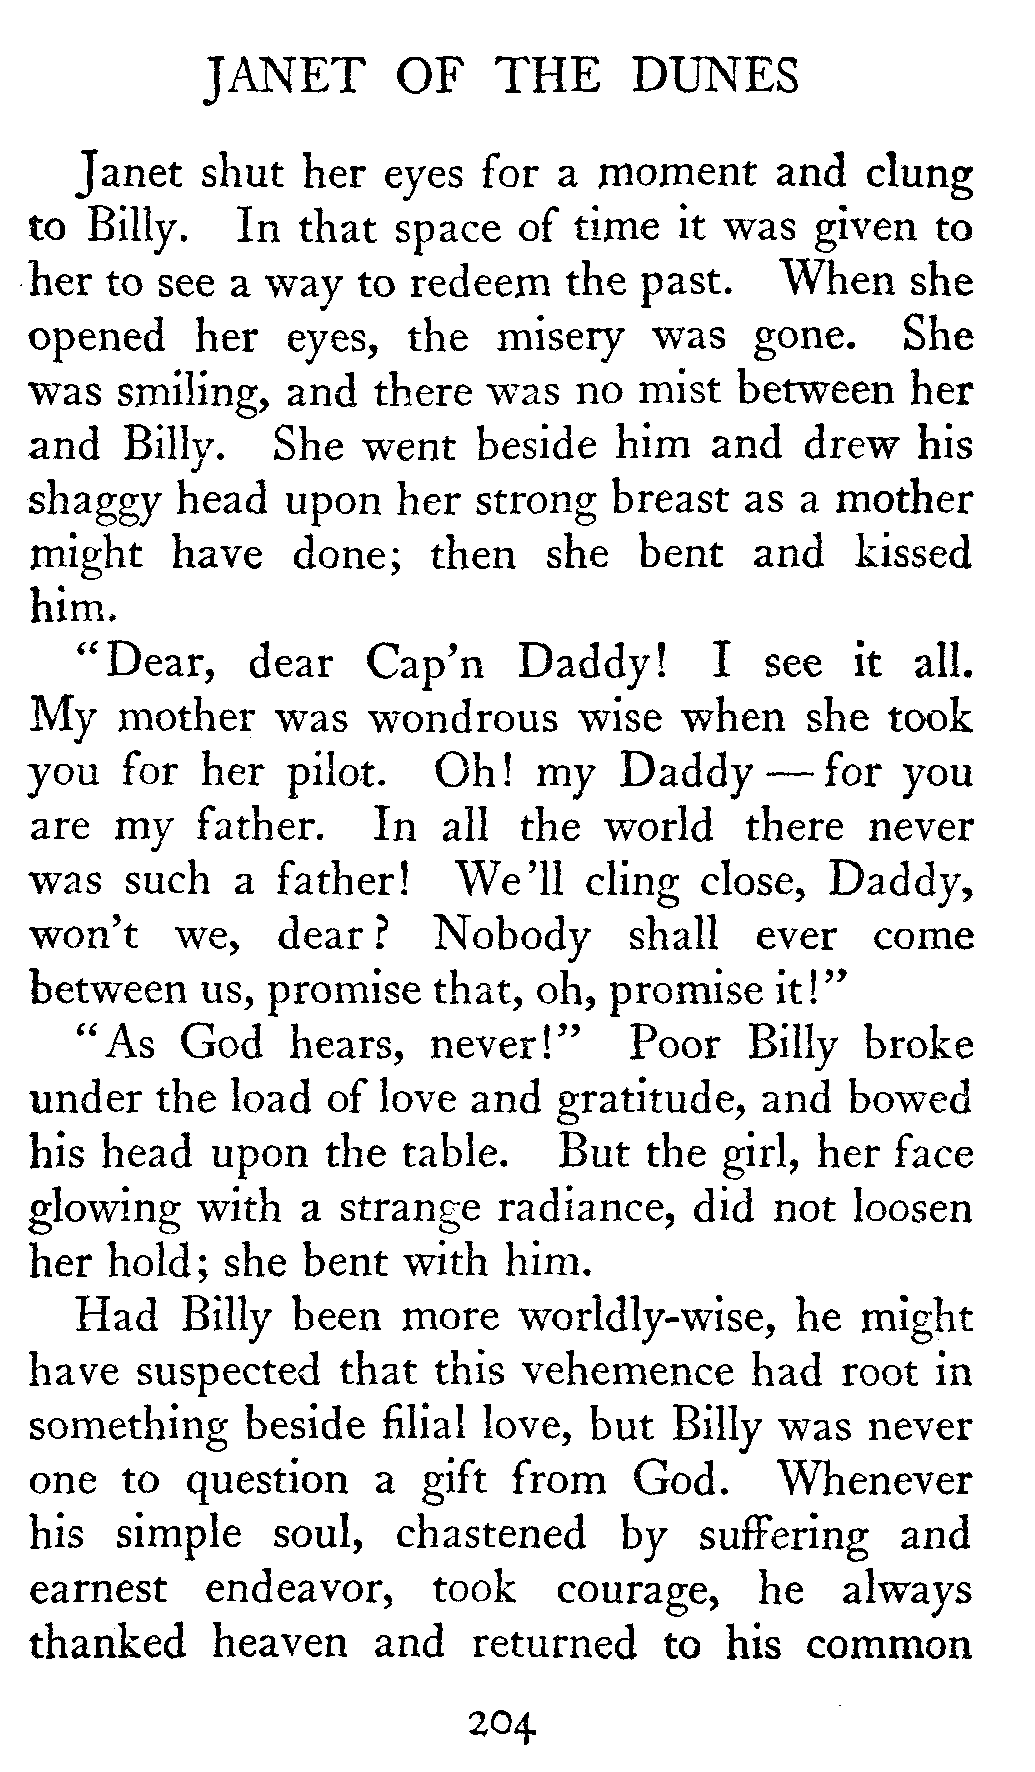 JANET OF THE DUNES
Janet shut her eyes for a moment and clung
to Billy. In that space of time it was given to
her to see a way to redeem the past. When she
opened her eyes, the misery was gone. She
was smiling, and there was no mist between her
and Billy. She went beside him and drew his
shaggy head upon her strong breast as a mother
might have done; then she bent and kissed
him.
"Dear, dear Cap'n Daddy! I see it all.
My mother was wondrous wise when she took
you for her pilot. Oh! my Daddy — for you
are my father. In all the world there never
was such a father! We'll cling close, Daddy,
won't we, dear? Nobody shall ever come
between us, promise that, oh, promise it!"
"As God hears, never!" Poor Billy broke
under the load of love and gratitude, and bowed
his head upon the table. But the girl, her face
glowing with a strange radiance, did not loosen
her hold; she bent with him.
Had Billy been more worldly-wise, he might
have suspected that this vehemence had root in
something beside filial love, but Billy was never
one to question a gift from God. Whenever
his simple soul, chastened by suffering and
earnest endeavor, took courage, he always
thanked heaven and returned to his common
204